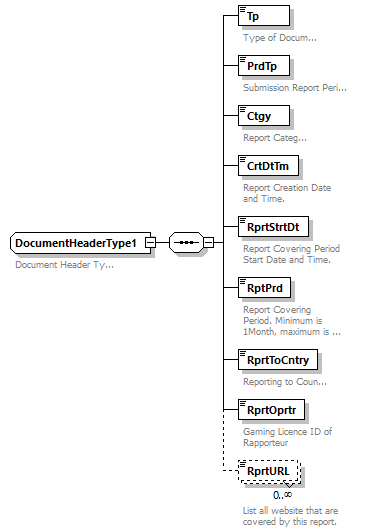 Tp
Type of Docum...
PrdTp
Submission Report Peri...
Ctgy
Report Categ...
CrtDtTm
Report Creation Date
and Time.
RprtStrtDt
Report Covering Period
Start Date and Time.
DocumentHeaderType1
Document Header Ty...
RptPrd
Report Covering
Period. Minimum is
1Month, maximum is ...
RprtToCntry
Reporting to Coun...
RprtOprtr
Gaming Licence ID of
Rapporteur
RprtURL
0..∞
List all website that are
covered by this report.